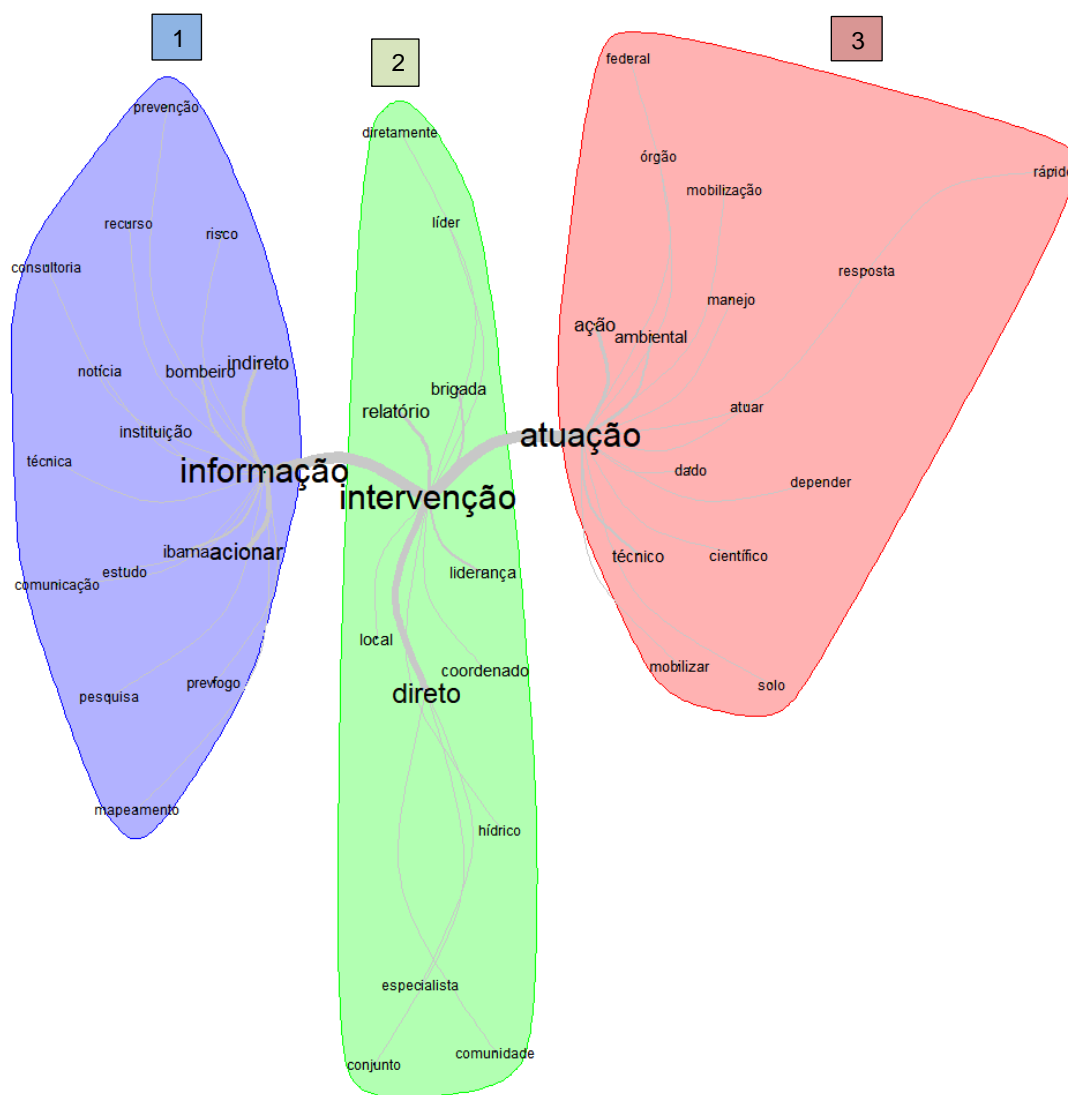 1
prevenção
recurso
risco
consultoria
notícia
bombeiro
indireto
instituição
técnica
informação
ibama
acionar
estudo
comunicação
pesquisa
prevfogo
mapeamento
2
diretamente
líder
brigada
relatório
intervenção
liderança
local
coordenado
direto
hídrico
especialista
conjunto
comunidade
3
federal
órgão
mobilização
rápido
resposta
manejo
ação
ambiental
atuar
atuação
dado
depender
técnico
científico
mobilizar
solo